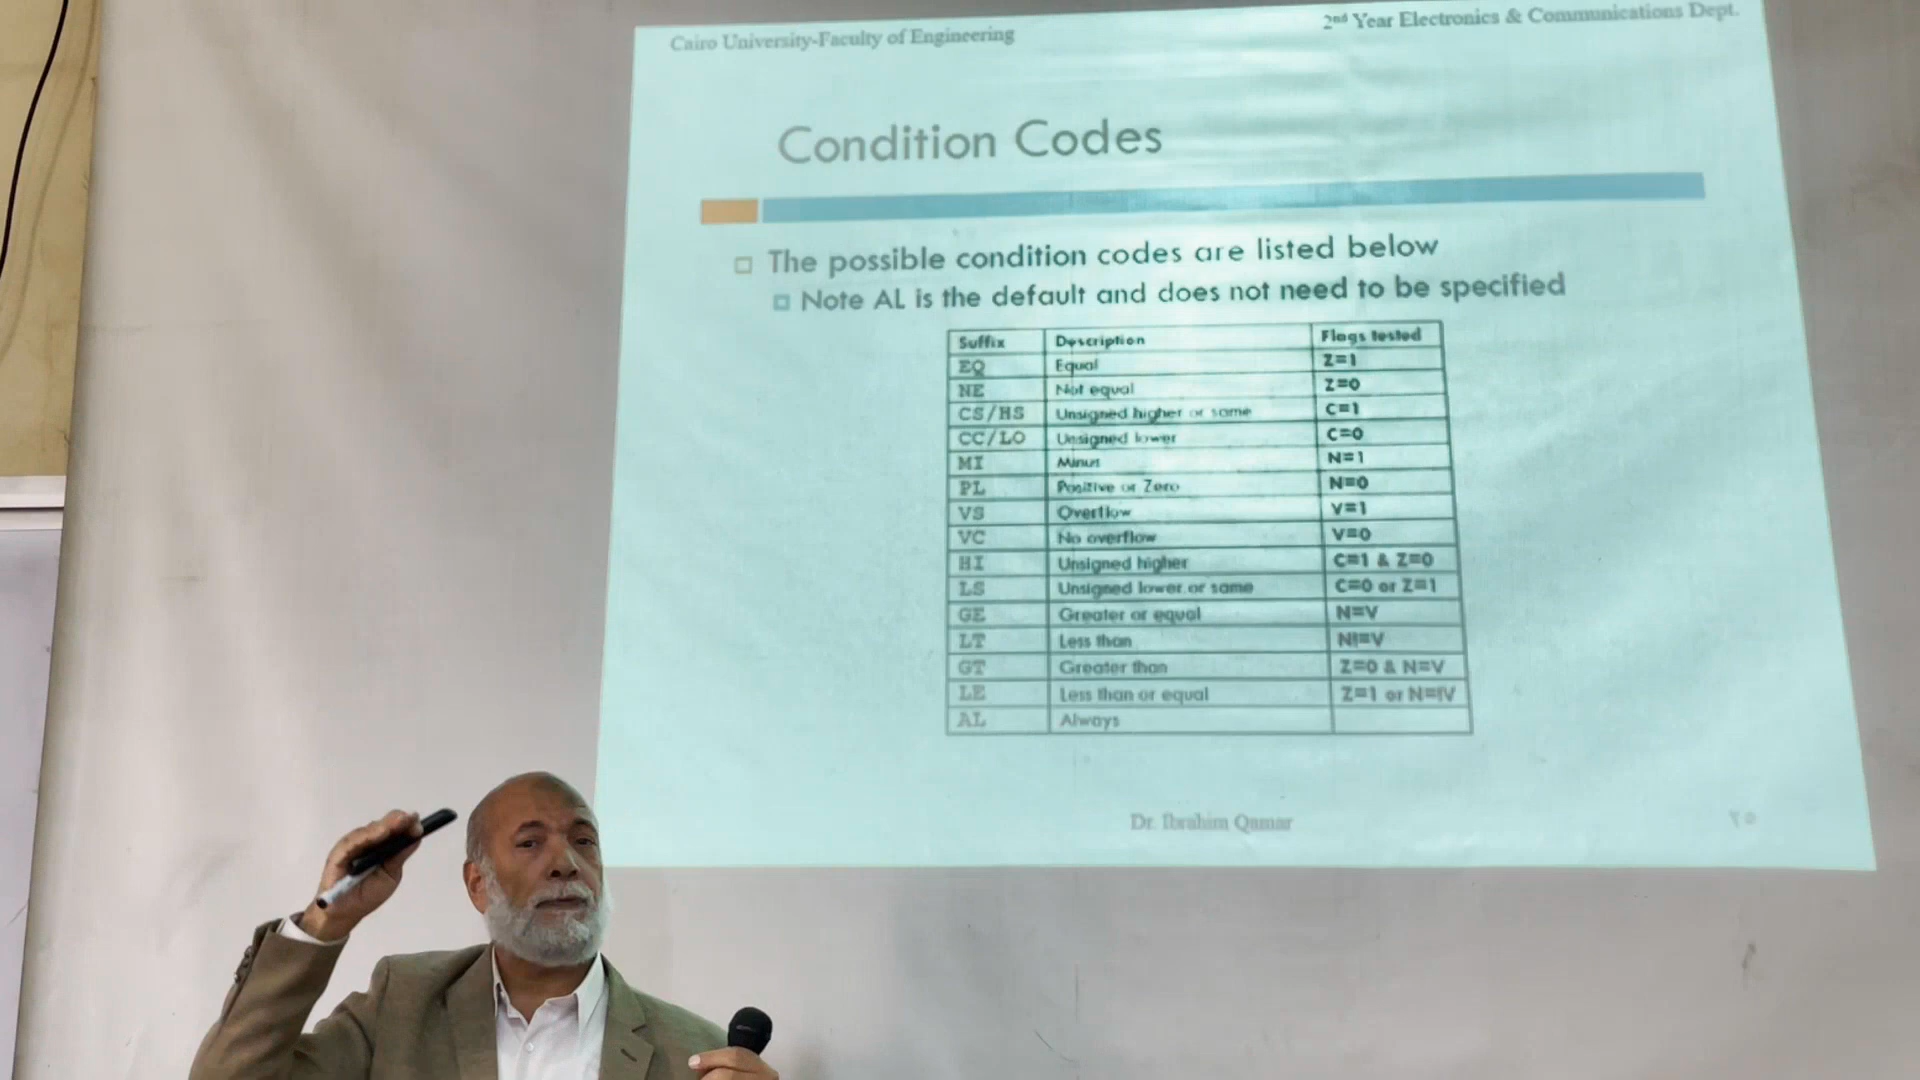 Cairo University-Faculty of Engineering
2nd Year Electronics & Communications Dept.
Condition Codes
The possible condition codes are listed below
Note AL is the default and does not need to be specified
Suffix Description Flags tested
EQ Equal Z=1
NE Not equal Z=0
CS/HS Unsigned higher or same C=1
CC/LO Unsigned lower C=0
MI Minus N=1
PL Positive or Zero N=0
VS Overflow V=1
VC No overflow V=0
HI Unsigned higher C=1 & Z=0
LS Unsigned lower or same C=0 or Z=1
GE Greater or equal N=V
LT Less than N!=V
GT Greater than Z=0 & N=V
LE Less than or equal Z=1 or N=!V
AL Always
Dr. Ibrahim Qamar
٢٥